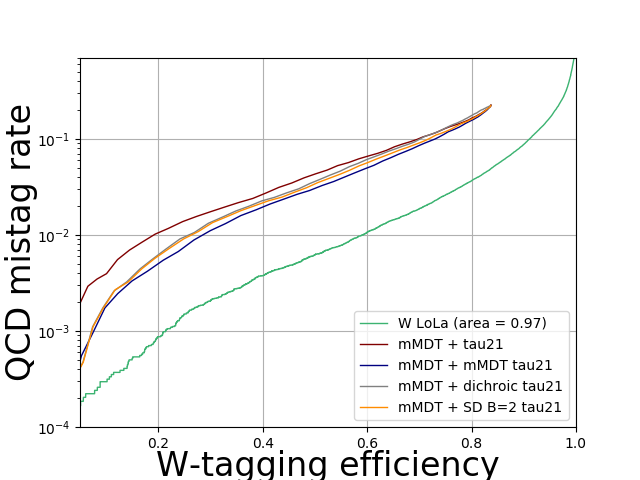 QCD mistag rate
10⁻¹
10⁻²
10⁻³
10⁻⁴
W LoLa (area = 0.97)
mMDT + tau21
mMDT + mMDT tau21
mMDT + dichroic tau21
mMDT + SD B=2 tau21
0.2 0.4 0.6 0.8 1.0
W-tagging efficiency